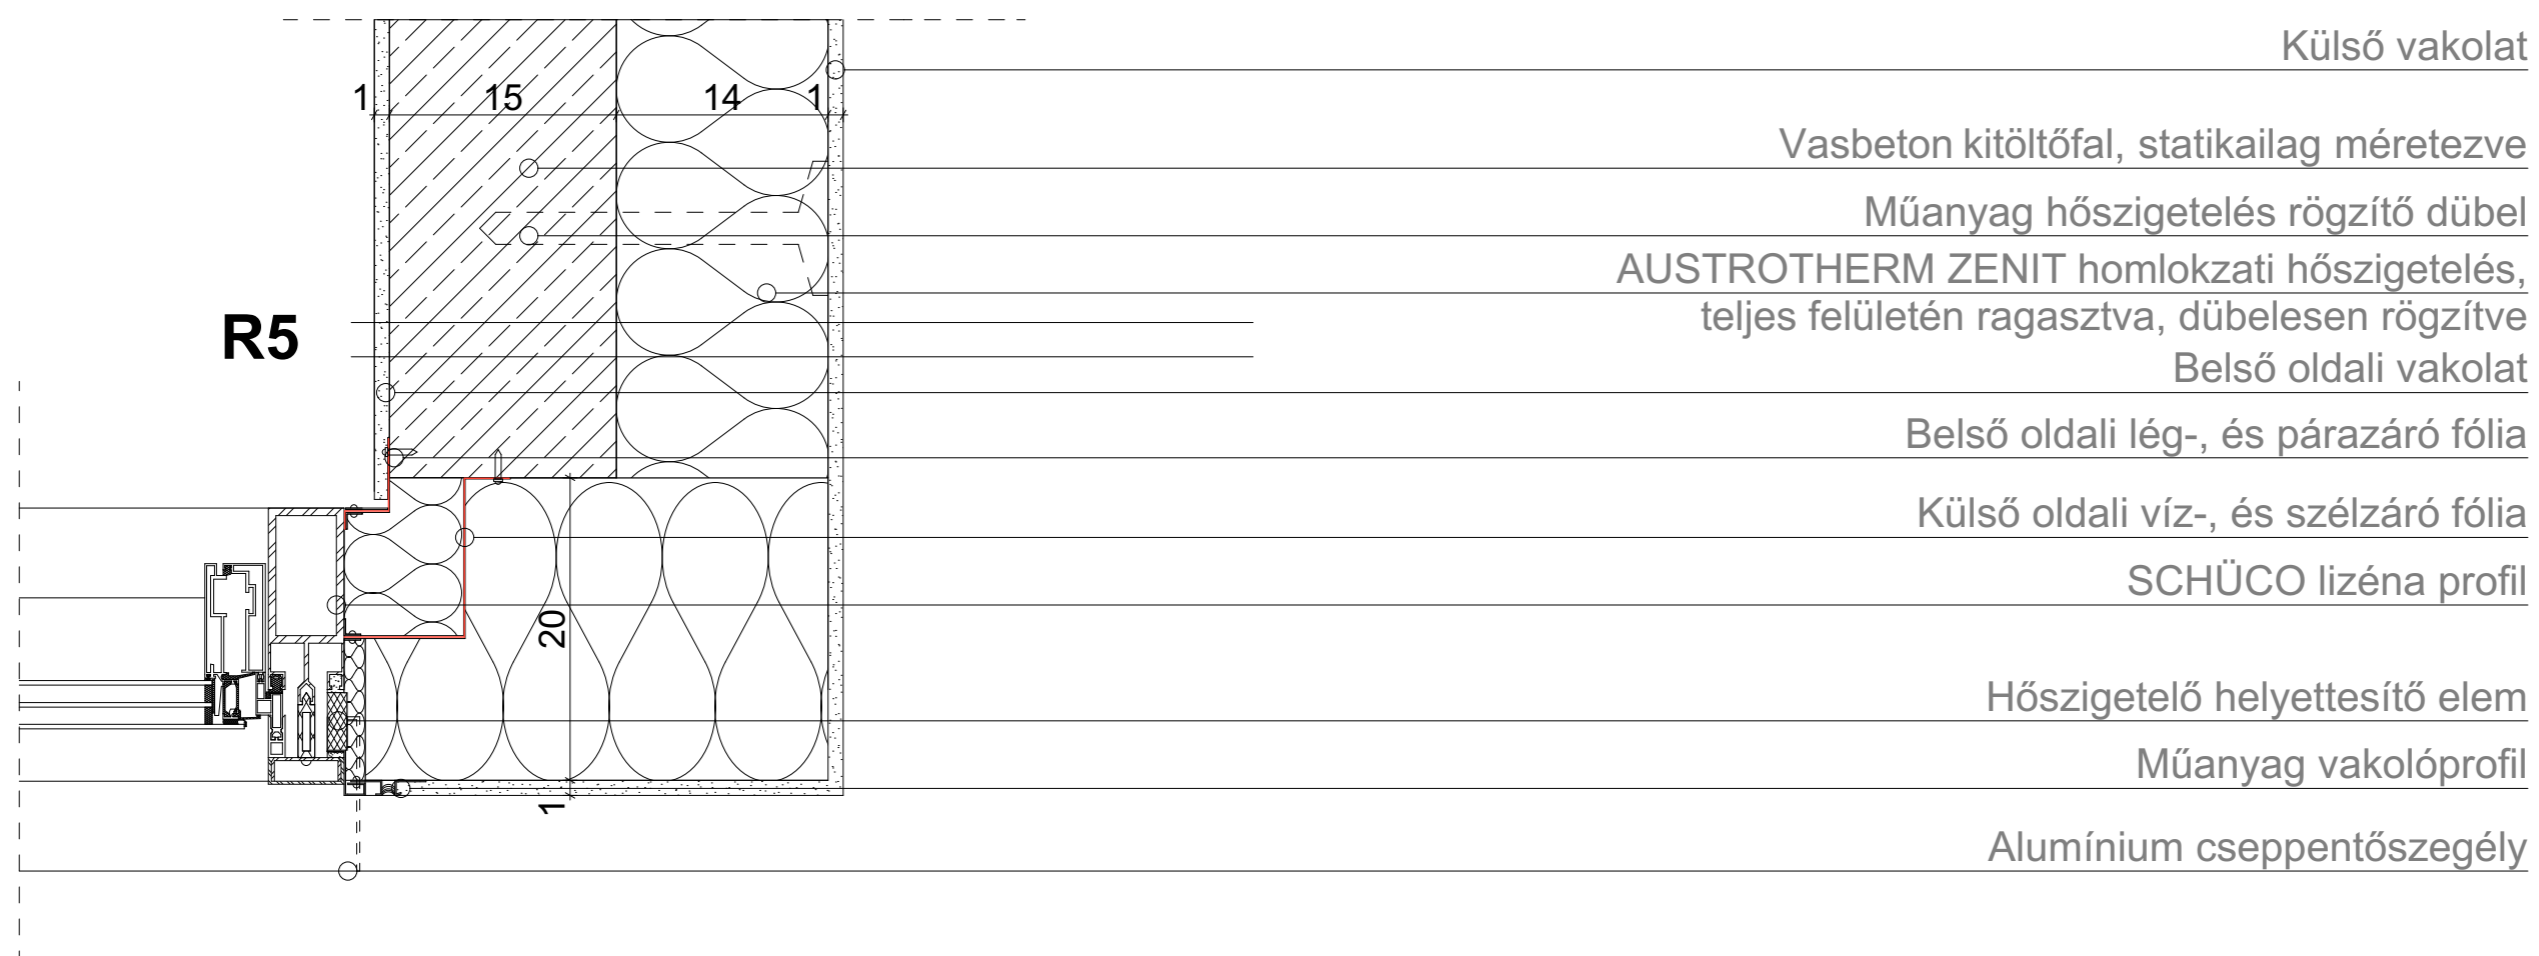 Külső vakolat
1 15 14 1
Vasbeton kitöltőfal, statikailag méretezve
Műanyag hőszigetelés rögzítő dübel
AUSTROTHERM ZENIT homlokzati hőszigetelés,
teljes felületén ragasztva, dübelesen rögzítve
R5
Belső oldali vakolat
Belső oldali lég-, és párazáró fólia
Külső oldali víz-, és szélzáró fólia
SCHÜCO lizéna profil
20
Hőszigetelő helyettesítő elem
Műanyag vakolóprofil
1
Alumínium cseppentőszegély